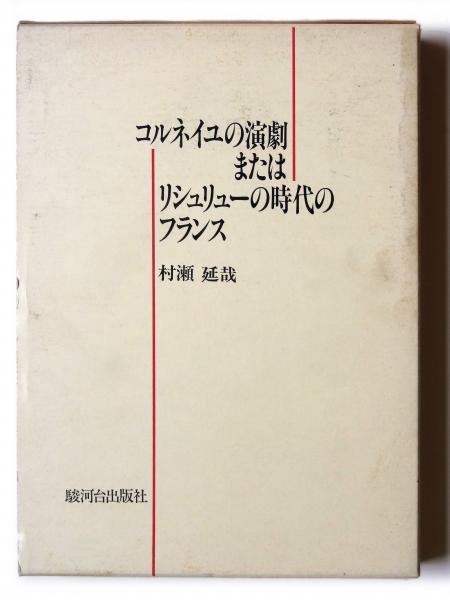 コルネイユの演劇
または
リシュリューの時代の
フランス
村瀬 延哉
駿河台出版社